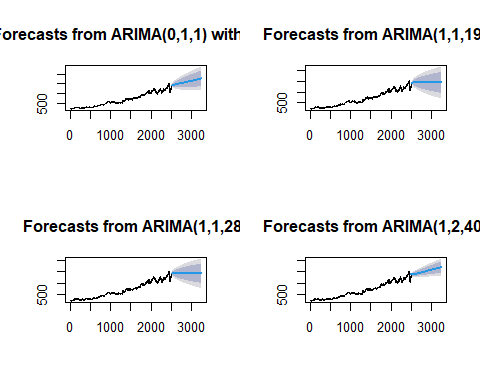 Forecasts from ARIMA(0,1,1) with
Forecasts from ARIMA(1,1,19
500
0 1000 2000 3000
500
0 1000 2000 3000
Forecasts from ARIMA(1,1,28
Forecasts from ARIMA(1,2,40
500
0 1000 2000 3000
500
0 1000 2000 3000